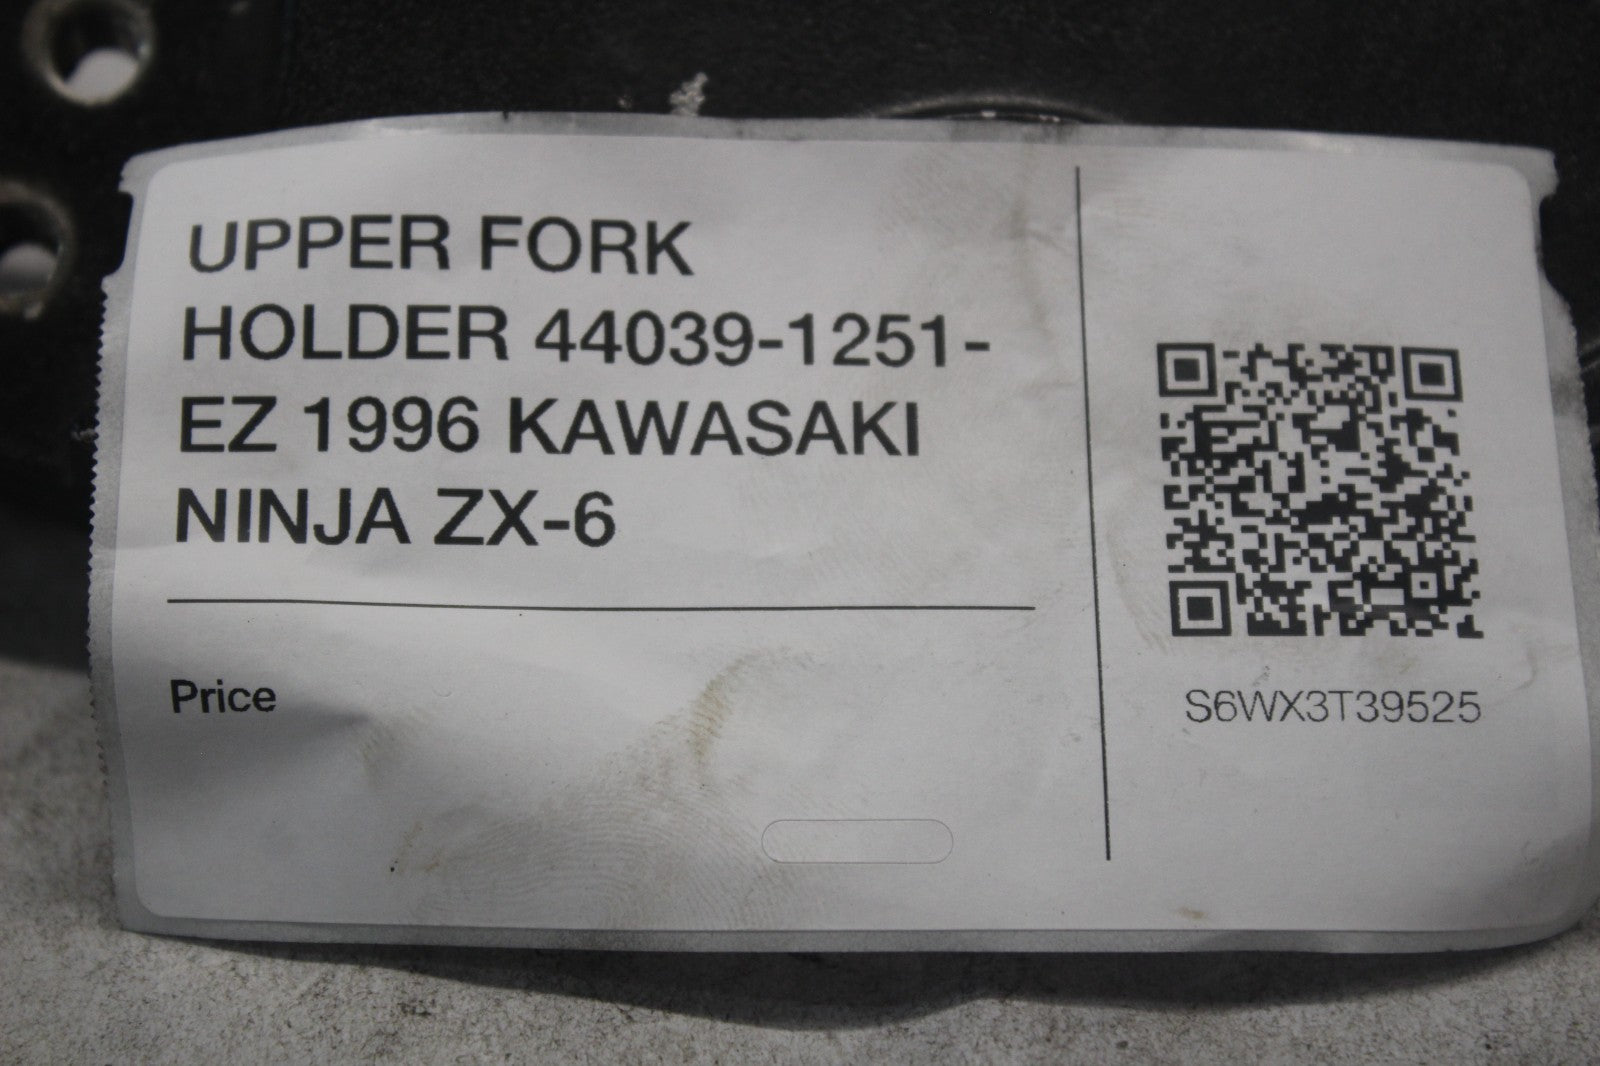 UPPER FORK
HOLDER 44039-1251-
EZ 1996 KAWASAKI
NINJA ZX-6
Price
S6WX3T39525